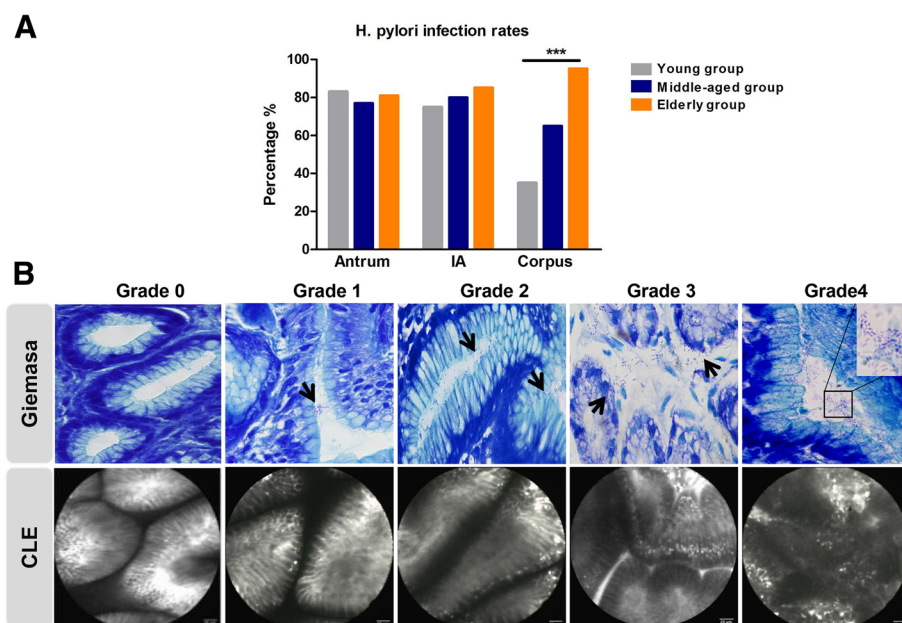 A
H. pylori infection rates
***
Percentage %
100
80
60
40
20
0
Antrum IA Corpus
Young group
Middle-aged group
Elderly group
B
Grade 0 Grade 1 Grade 2 Grade 3 Grade4
Giemasa
CLE